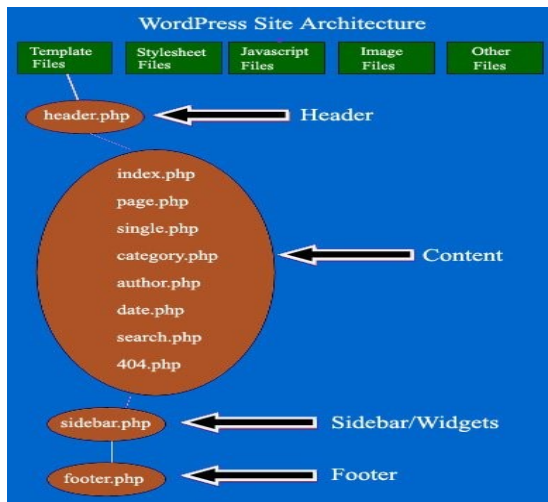 WordPress Site Architecture
Template Files
Stylesheet Files
Javascript Files
Image Files
Other Files
header.php
Header
index.php
page.php
single.php
category.php
author.php
date.php
search.php
404.php
Content
sidebar.php
Sidebar/Widgets
footer.php
Footer